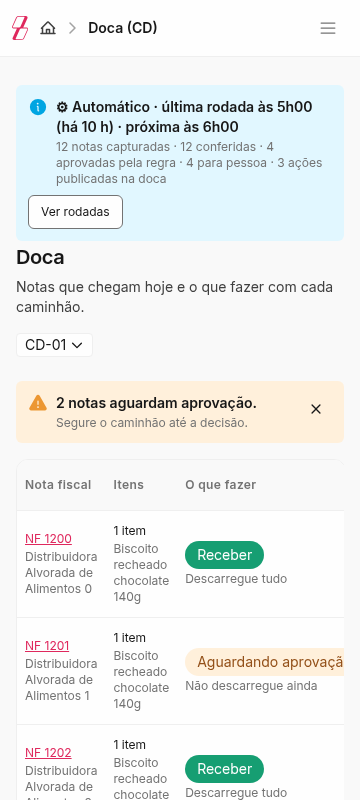 Doca (CD)
⚙ Automático · última rodada às 5h00
(há 10 h) · próxima às 6h00
12 notas capturadas · 12 conferidas · 4
aprovadas pela regra · 4 para pessoa · 3 ações
publicadas na doca
Ver rodadas
Doca
Notas que chegam hoje e o que fazer com cada
caminhão.
CD-01
2 notas aguardam aprovação.
Segure o caminhão até a decisão.
Nota fiscal Itens O que fazer
NF 1200
Distribuidora
Alvorada de
Alimentos 0
1 item
Biscoito
recheado
chocolate
140g
Receber
Descarregue tudo
NF 1201
Distribuidora
Alvorada de
Alimentos 1
1 item
Biscoito
recheado
chocolate
140g
Aguardando aprovaçã
Não descarregue ainda
NF 1202
Distribuidora
Alvorada de
1 item
Biscoito
recheado
chocolate
Receber
Descarregue tudo